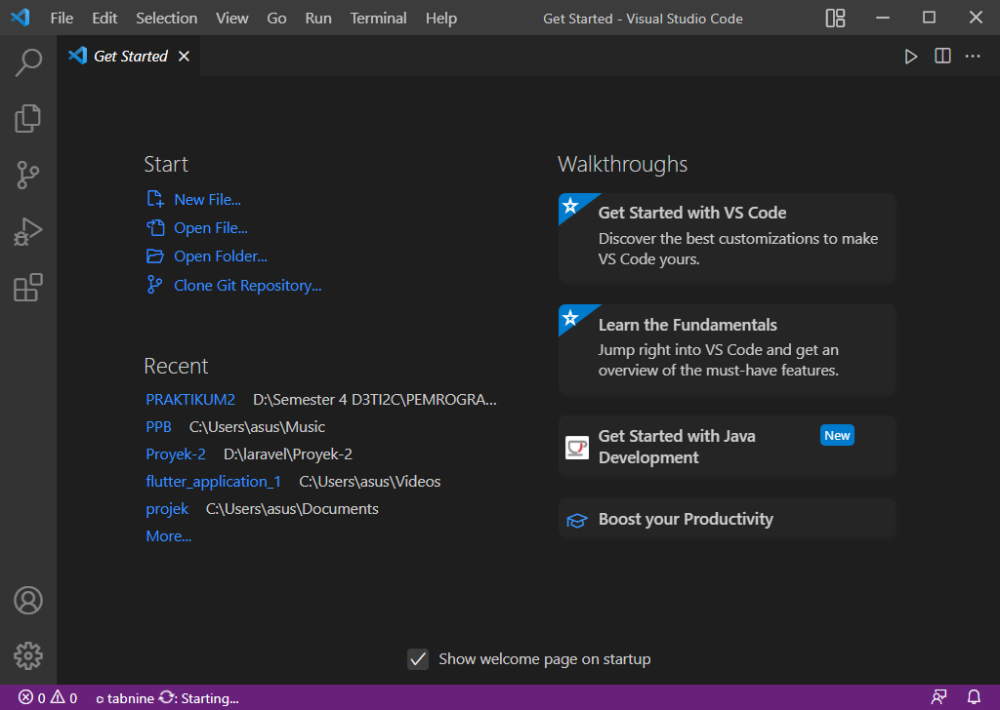 File Edit Selection View Go Run Terminal Help Get Started - Visual Studio Code
Get Started
Start
New File...
Open File...
Open Folder...
Clone Git Repository...
Recent
PRAKTIKUM2 D:\Semester 4 D3TI2C\PEMROGRA...
PPB C:\Users\asus\Music
Proyek-2 D:\laravel\Proyek-2
flutter_application_1 C:\Users\asus\Videos
projek C:\Users\asus\Documents
More...
Walkthroughs
Get Started with VS Code
Discover the best customizations to make
VS Code yours.
Learn the Fundamentals
Jump right into VS Code and get an
overview of the must-have features.
Get Started with Java
Development
New
Boost your Productivity
Show welcome page on startup
0 0 tabnine : Starting...